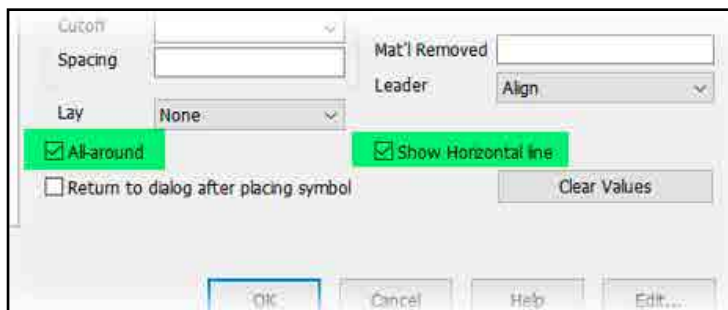 Cutoff
Spacing
Mat'l Removed
Leader
Align
Lay
None
All-around
Show Horizontal line
Return to dialog after placing symbol
Clear Values
OK
Cancel
Help
Edit...